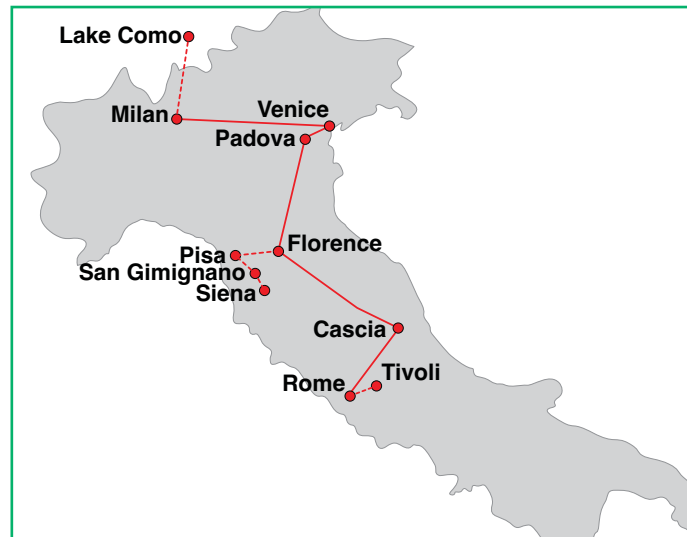 Lake Como
Milan
Venice
Padova
Pisa
Florence
San Gimignano
Siena
Cascia
Rome
Tivoli